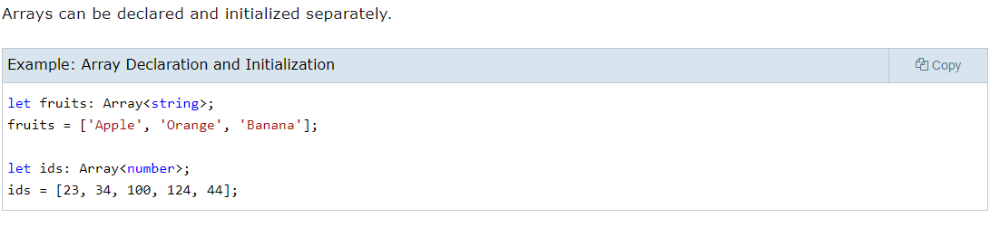 Arrays can be declared and initialized separately.
Example: Array Declaration and Initialization
Copy
let fruits: Array<string>;
fruits = ['Apple', 'Orange', 'Banana'];
let ids: Array<number>;
ids = [23, 34, 100, 124, 44];